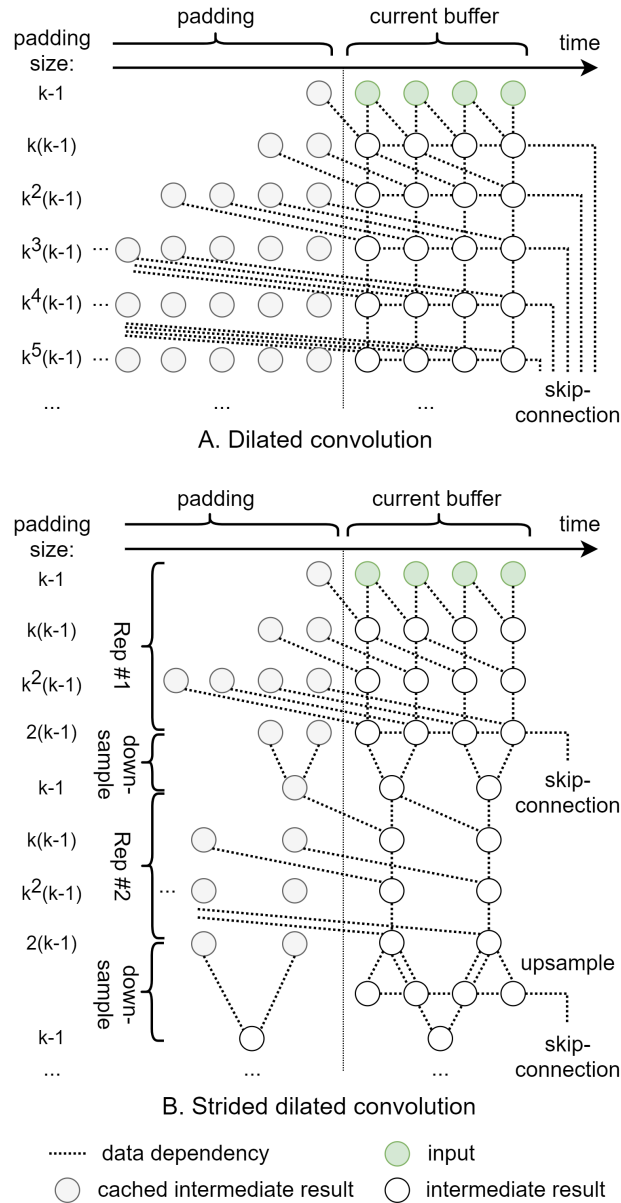 padding current buffer
padding size: time
k-1
k(k-1)
k²(k-1)
k³(k-1) ...
k⁴(k-1) ...
k⁵(k-1) ...
skip-
connection
... ... ...
A. Dilated convolution
padding current buffer
padding size: time
k-1
Rep #1
k(k-1)
k²(k-1)
2(k-1)
down-
sample
skip-
connection
k-1
Rep #2
k(k-1)
k²(k-1) ...
2(k-1)
down-
sample
upsample
skip-
connection
k-1
... ... ...
B. Strided dilated convolution
data dependency input
cached intermediate result intermediate result